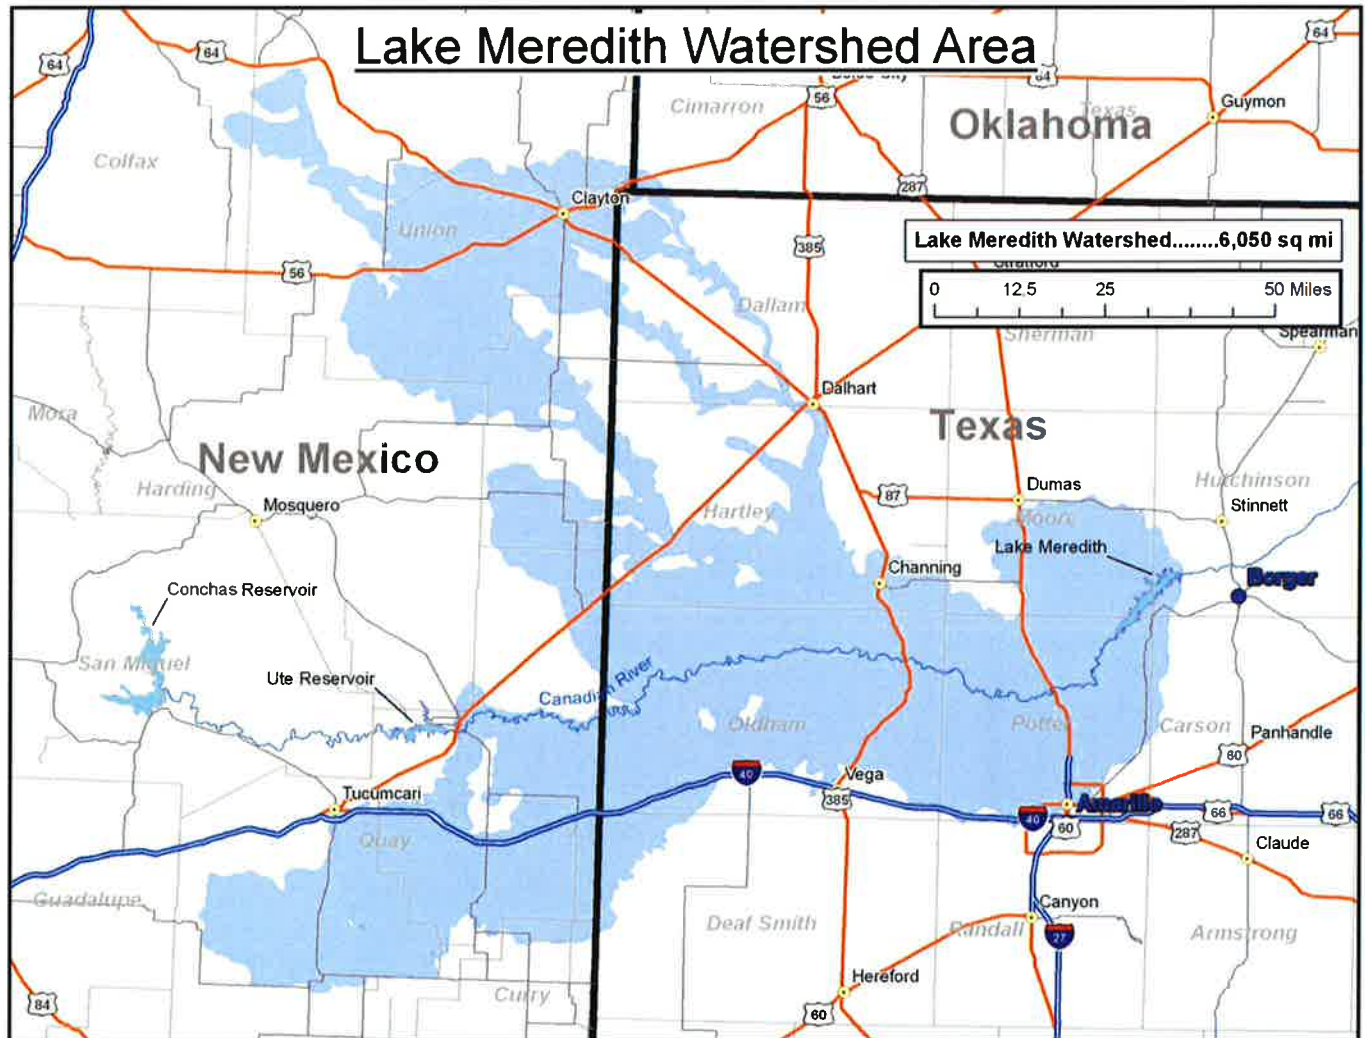 Lake Meredith Watershed Area
64
64
64
64
Cimarron
56
Texas
Guymon
Oklahoma
Colfax
287
Clayton
Union
385
Lake Meredith Watershed........6,050 sq mi
56
Stratford
0 12.5 25 50 Miles
Dallam
Sherman
Spearman
Dalhart
Mora
Texas
New Mexico
Harding
Hutchinson
Dumas
87
Mosquero
Hartley
Moore
Stinnett
Lake Meredith
Channing
Borger
Conchas Reservoir
San Miguel
Ute Reservoir
Canadian River
Oldham
Potter
Carson
Panhandle
60
40
Vega
Tucumcari
385
Amarillo
40
60
66
66
287
Quay
Claude
Guadalupe
Canyon
Deaf Smith
Randall
Armstrong
27
Hereford
Curry
84
60